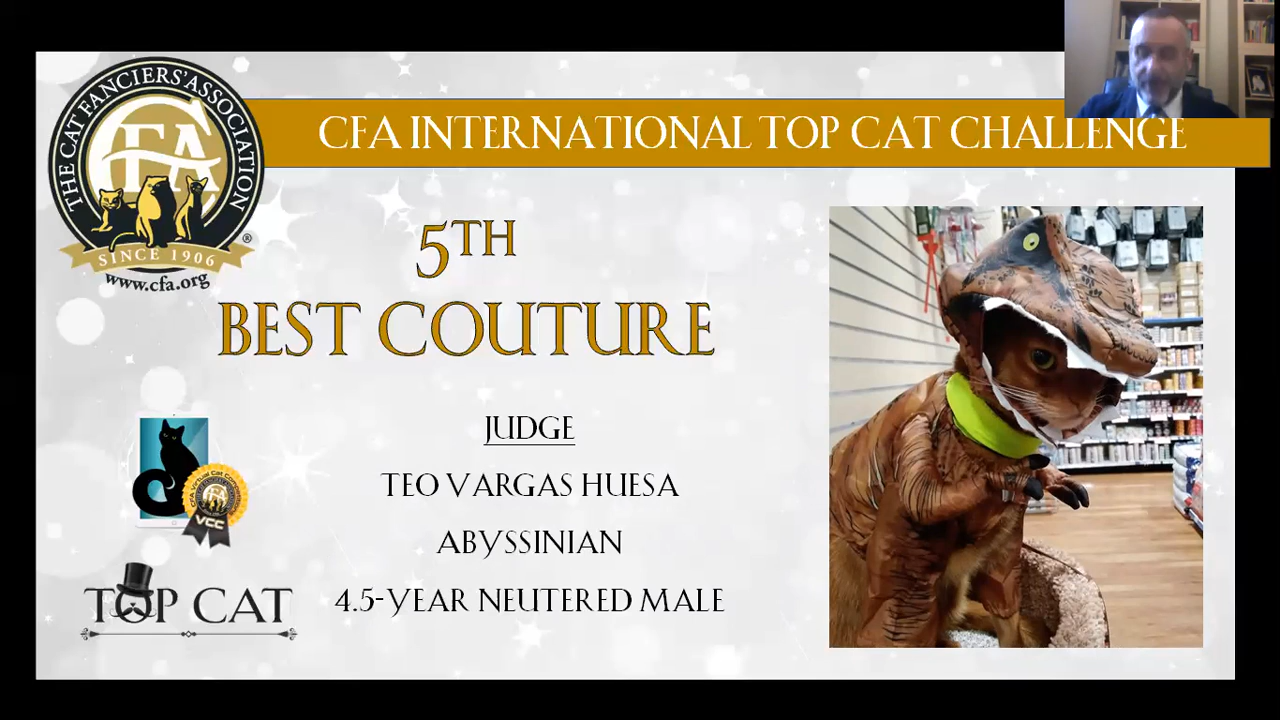 THE CAT FANCIERS' ASSOCIATION
CFA
SINCE 1906
®
www.cfa.org
CFA INTERNATIONAL TOP CAT CHALLENGE
5TH
BEST COUTURE
JUDGE
TEO VARGAS HUESA
ABYSSINIAN
4.5-YEAR NEUTERED MALE
VCC
TOP CAT